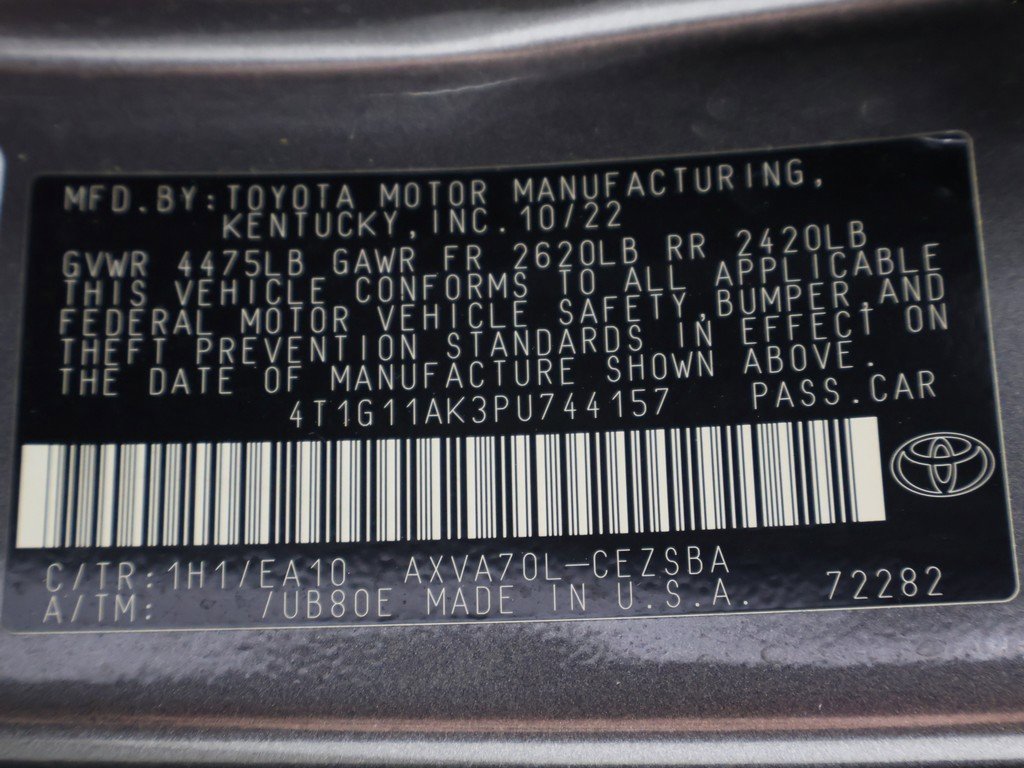 MFD.BY:TOYOTA MOTOR MANUFACTURING,
KENTUCKY,INC.10/22
GVWR 4475LB GAWR FR 2620LB RR 2420LB
THIS VEHICLE CONFORMS TO ALL APPLICABLE
FEDERAL MOTOR VEHICLE SAFETY,BUMPER,AND
THEFT PREVENTION STANDARDS IN EFFECT ON
THE DATE OF MANUFACTURE SHOWN ABOVE.
4T1G11AK3PU744157 PASS.CAR
C/TR:1H1/EA10 AXVA70L-CEZSBA
A/TM: /UB80E MADE IN U.S.A. 72282